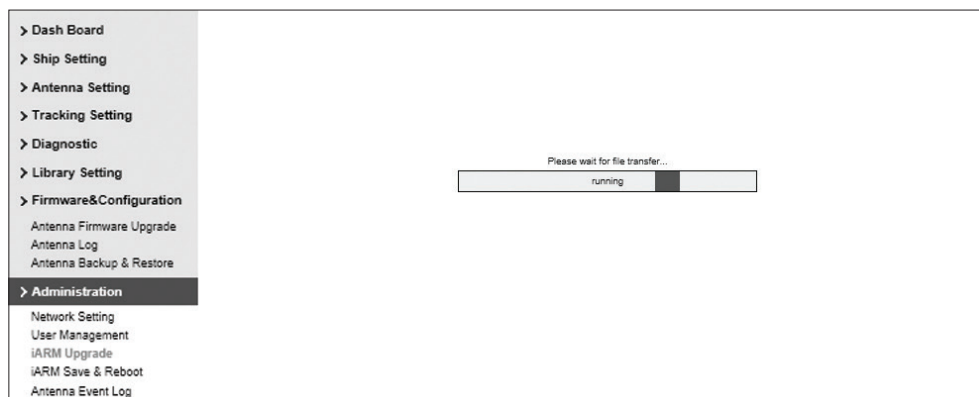 Dash Board
Ship Setting
Antenna Setting
Tracking Setting
Diagnostic
Library Setting
Firmware&Configuration
Antenna Firmware Upgrade
Antenna Log
Antenna Backup & Restore
Administration
Network Setting
User Management
iARM Upgrade
iARM Save & Reboot
Antenna Event Log
Please wait for file transfer...
running